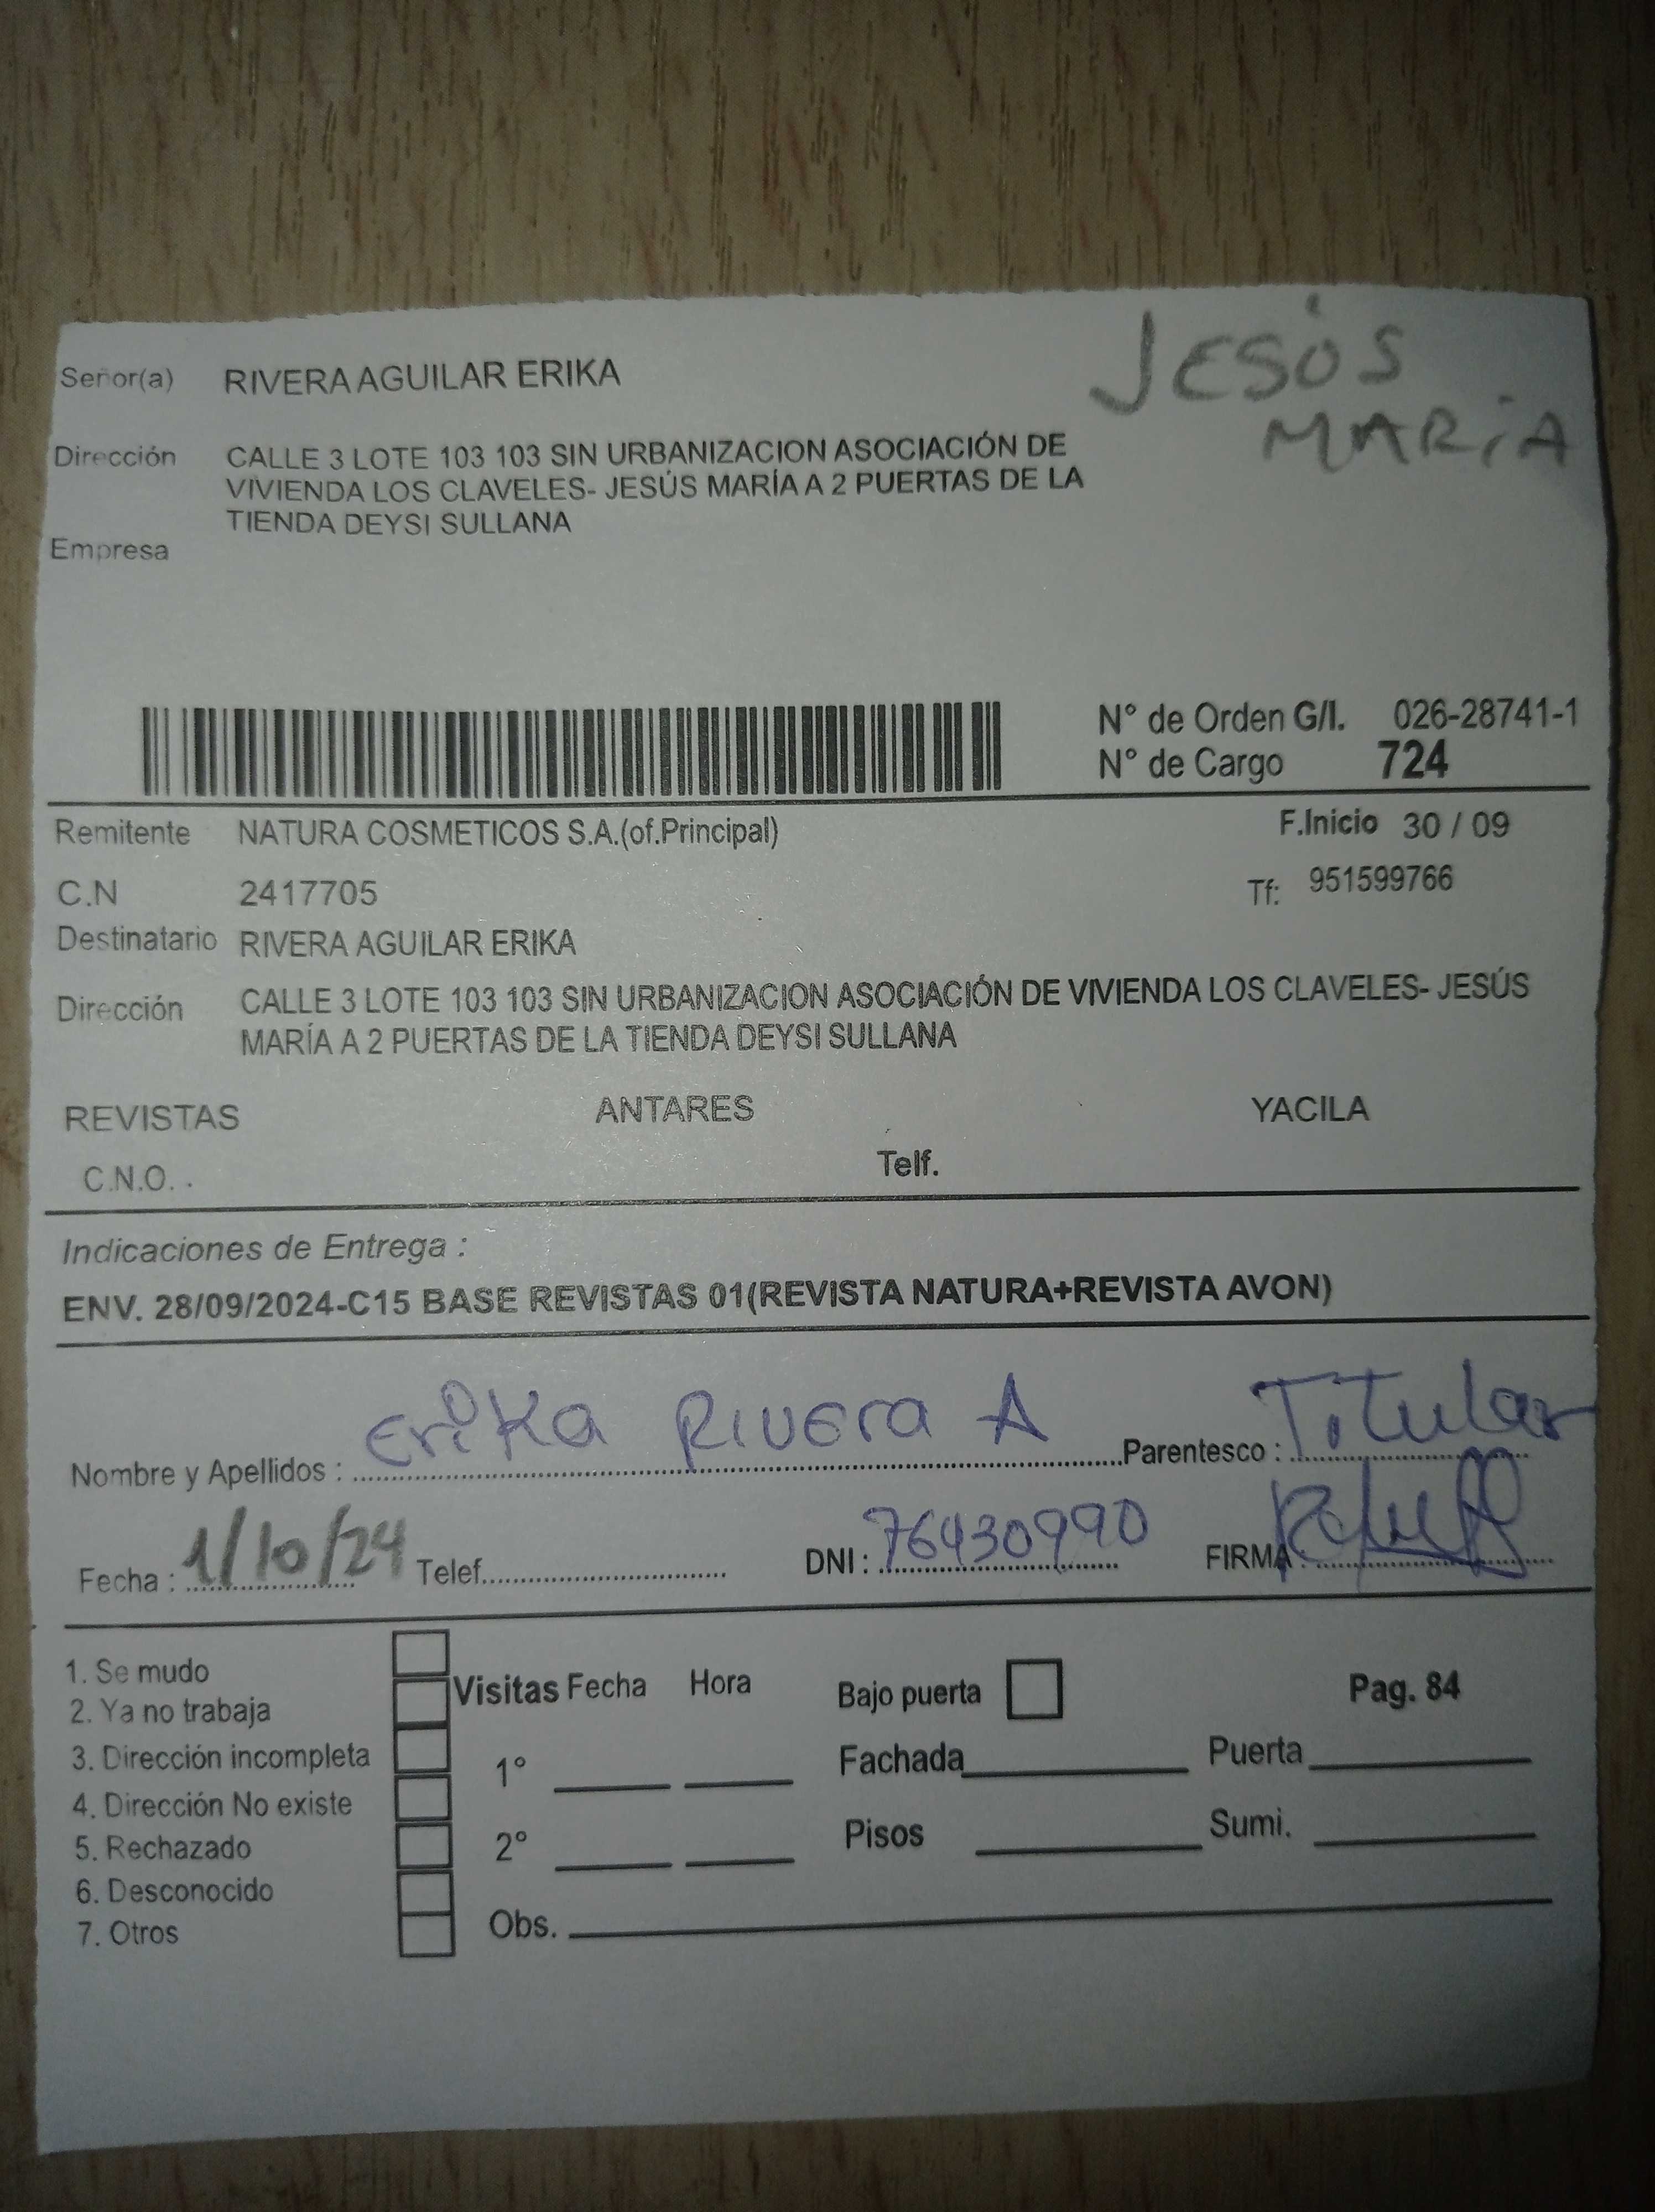 JESÚS
MARIA
Señor(a) RIVERA AGUILAR ERIKA
Dirección CALLE 3 LOTE 103 103 SIN URBANIZACION ASOCIACIÓN DE
VIVIENDA LOS CLAVELES- JESÚS MARÍA A 2 PUERTAS DE LA
TIENDA DEYSI SULLANA
Empresa
N° de Orden G/I. 026-28741-1
N° de Cargo 724
Remitente NATURA COSMETICOS S.A.(of.Principal) F.Inicio 30 / 09
C.N 2417705 Tf: 951599766
Destinatario RIVERA AGUILAR ERIKA
Dirección CALLE 3 LOTE 103 103 SIN URBANIZACION ASOCIACIÓN DE VIVIENDA LOS CLAVELES- JESÚS
MARÍA A 2 PUERTAS DE LA TIENDA DEYSI SULLANA
REVISTAS ANTARES YACILA
C.N.O. . Telf.
Indicaciones de Entrega :
ENV. 28/09/2024-C15 BASE REVISTAS 01(REVISTA NATURA+REVISTA AVON)
Nombre y Apellidos : Erika Rivera A Parentesco : Titular
Fecha : 1/10/24 Telef. DNI : 76430990 FIRMA :
1. Se mudo
2. Ya no trabaja
3. Dirección incompleta
4. Dirección No existe
5. Rechazado
6. Desconocido
7. Otros
Visitas Fecha Hora
1°
2°
Obs.
Bajo puerta Pag. 84
Fachada Puerta
Pisos Sumi.